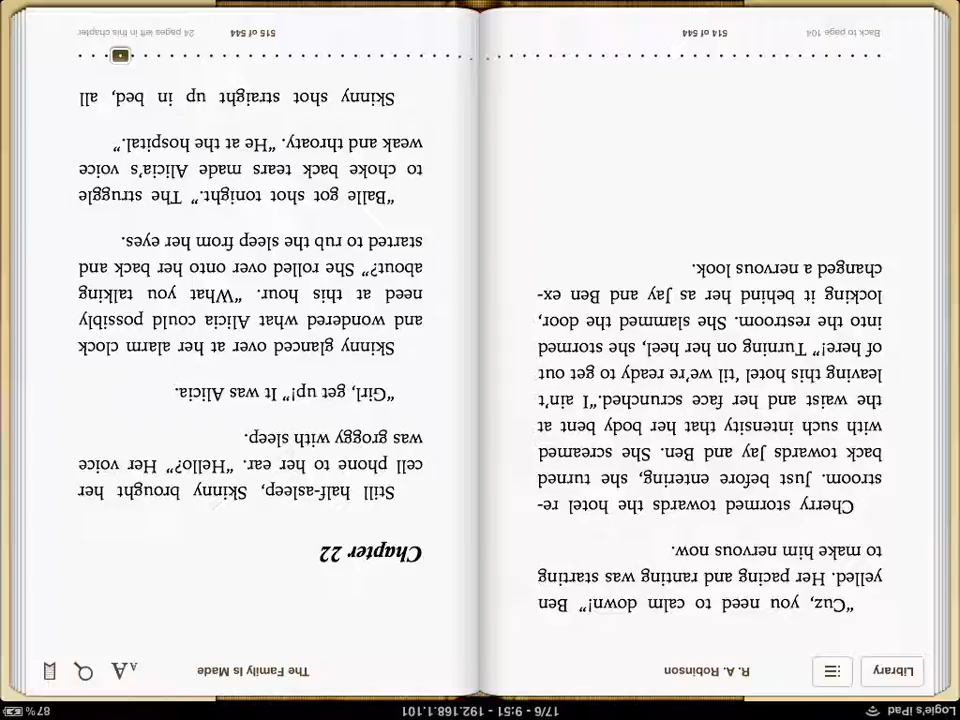 Logie's iPad
17/6 - 9:51 - 192.168.1.101
87%
Library
R. A. Robinson
The Family Is Made
AA
"Cuz, you need to calm down!" Ben
yelled. Her pacing and ranting was starting
to make him nervous now.
Cherry stormed towards the hotel re-
stroom. Just before entering, she turned
back towards Jay and Ben. She screamed
with such intensity that her body bent at
the waist and her face scrunched."I ain't
leaving this hotel 'til we're ready to get out
of here!" Turning on her heel, she stormed
into the restroom. She slammed the door,
locking it behind her as Jay and Ben ex-
changed a nervous look.
Back to page 104
514 of 544
Chapter 22
Still half-asleep, Skinny brought her
cell phone to her ear. "Hello?" Her voice
was groggy with sleep.
"Girl, get up!" It was Alicia.
Skinny glanced over at her alarm clock
and wondered what Alicia could possibly
need at this hour. "What you talking
about?" She rolled over onto her back and
started to rub the sleep from her eyes.
"Balle got shot tonight." The struggle
to choke back tears made Alicia's voice
weak and throaty. "He at the hospital."
Skinny shot straight up in bed, all
515 of 544
24 pages left in this chapter